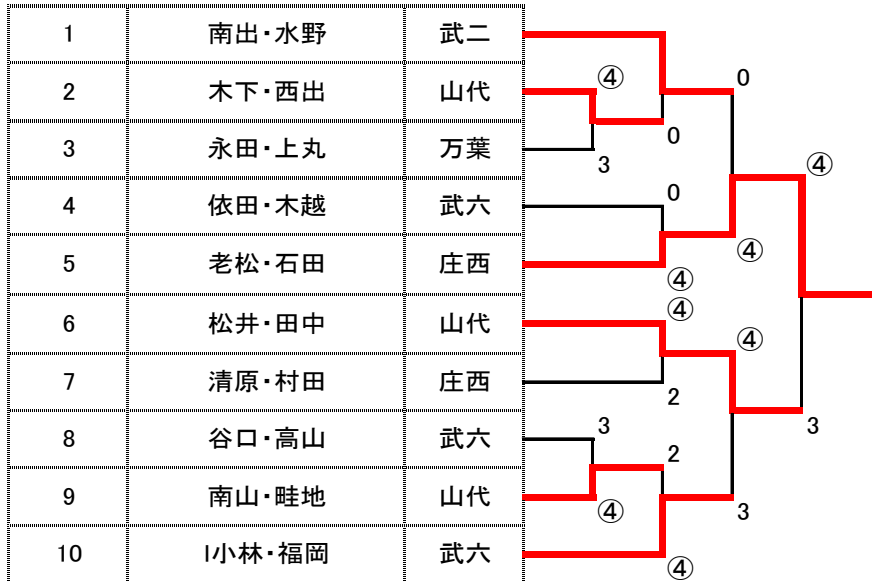 1 南出・水野 武二
2 木下・西出 山代
3 永田・上丸 万葉
4 依田・木越 武六
5 老松・石田 庄西
6 松井・田中 山代
7 清原・村田 庄西
8 谷口・高山 武六
9 南山・畦地 山代
10 I小林・福岡 武六
④
0
0
3
④
0
④
④
④
④
2
3
3
2
④
3
④